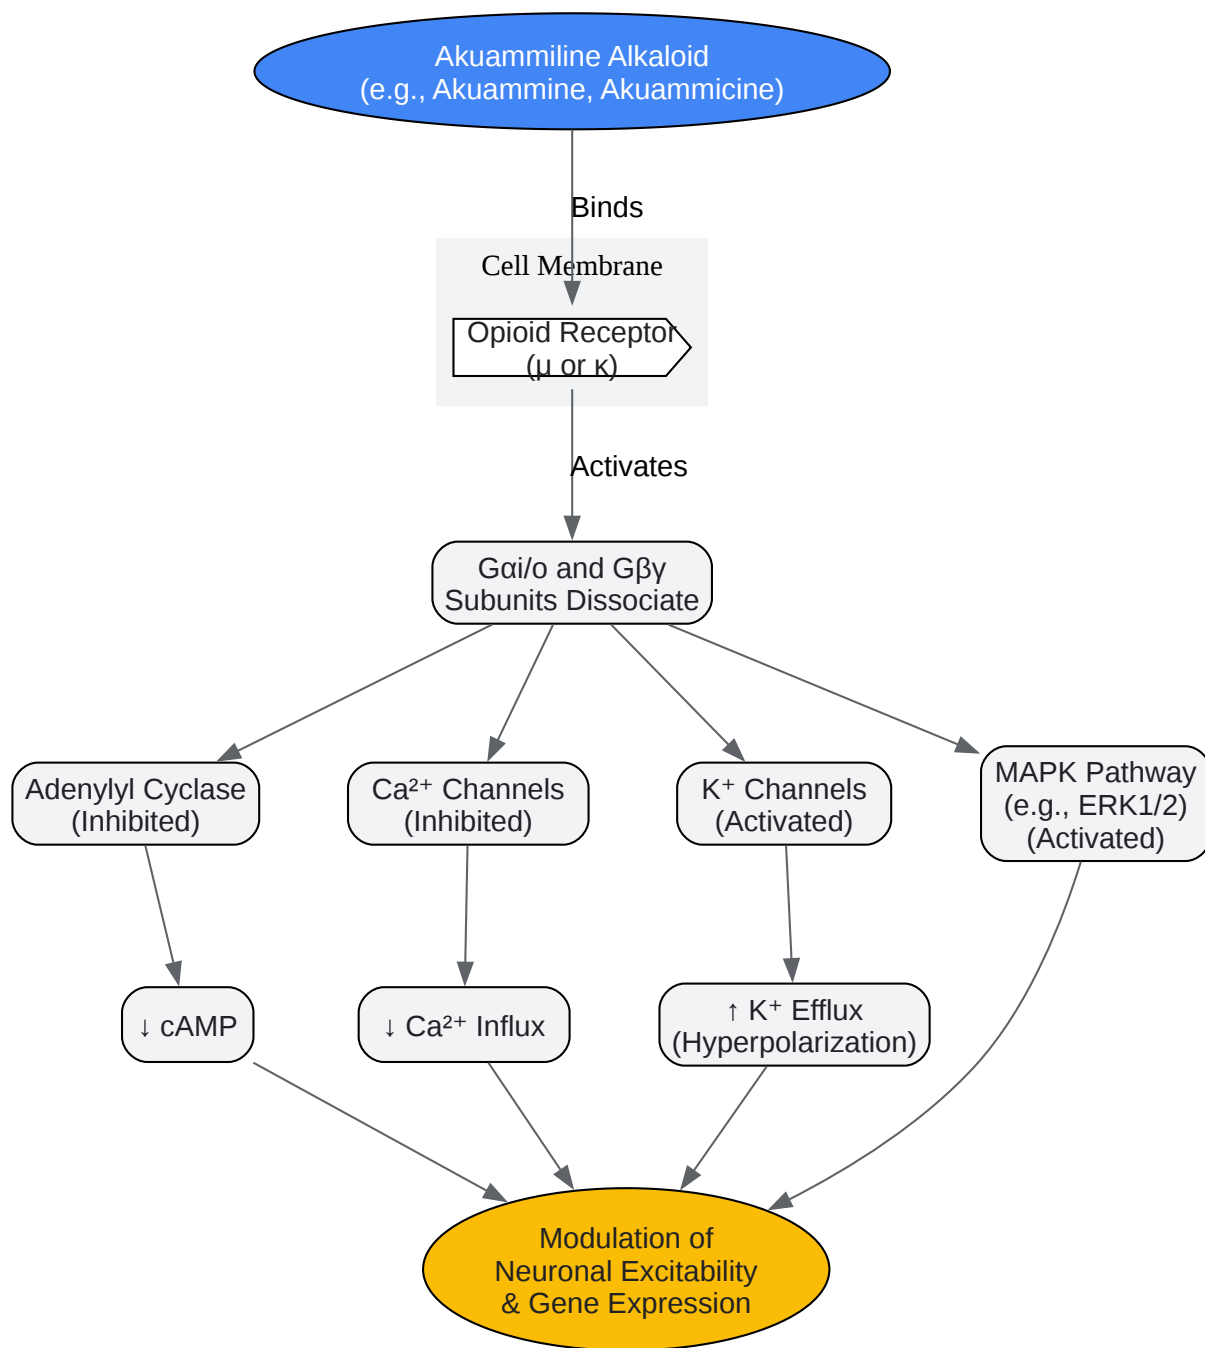 Akuammiline Alkaloid
(e.g., Akuammine, Akuammicine)
Binds
Cell Membrane
Opioid Receptor
(μ or κ)
Activates
Gαi/o and Gβγ
Subunits Dissociate
Adenylyl Cyclase
(Inhibited)
Ca²⁺ Channels
(Inhibited)
K⁺ Channels
(Activated)
MAPK Pathway
(e.g., ERK1/2)
(Activated)
↓ cAMP
↓ Ca²⁺ Influx
↑ K⁺ Efflux
(Hyperpolarization)
Modulation of
Neuronal Excitability
& Gene Expression